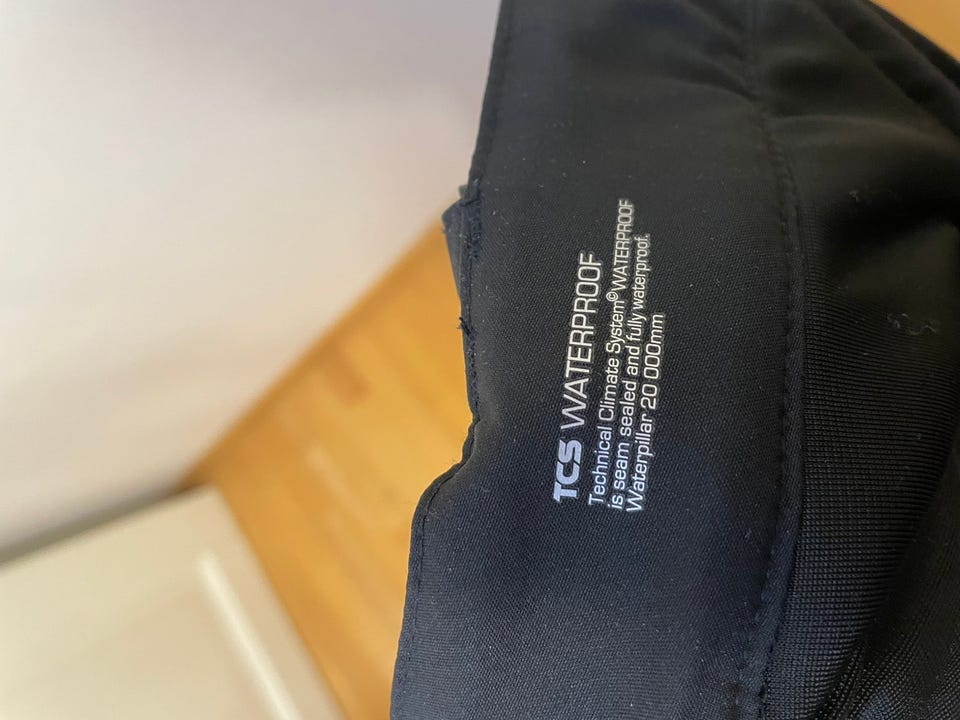 TCS WATERPROOF
Technical Climate System©WATERPROOF
is seam sealed and fully waterproof.
Waterpillar 20 000mm